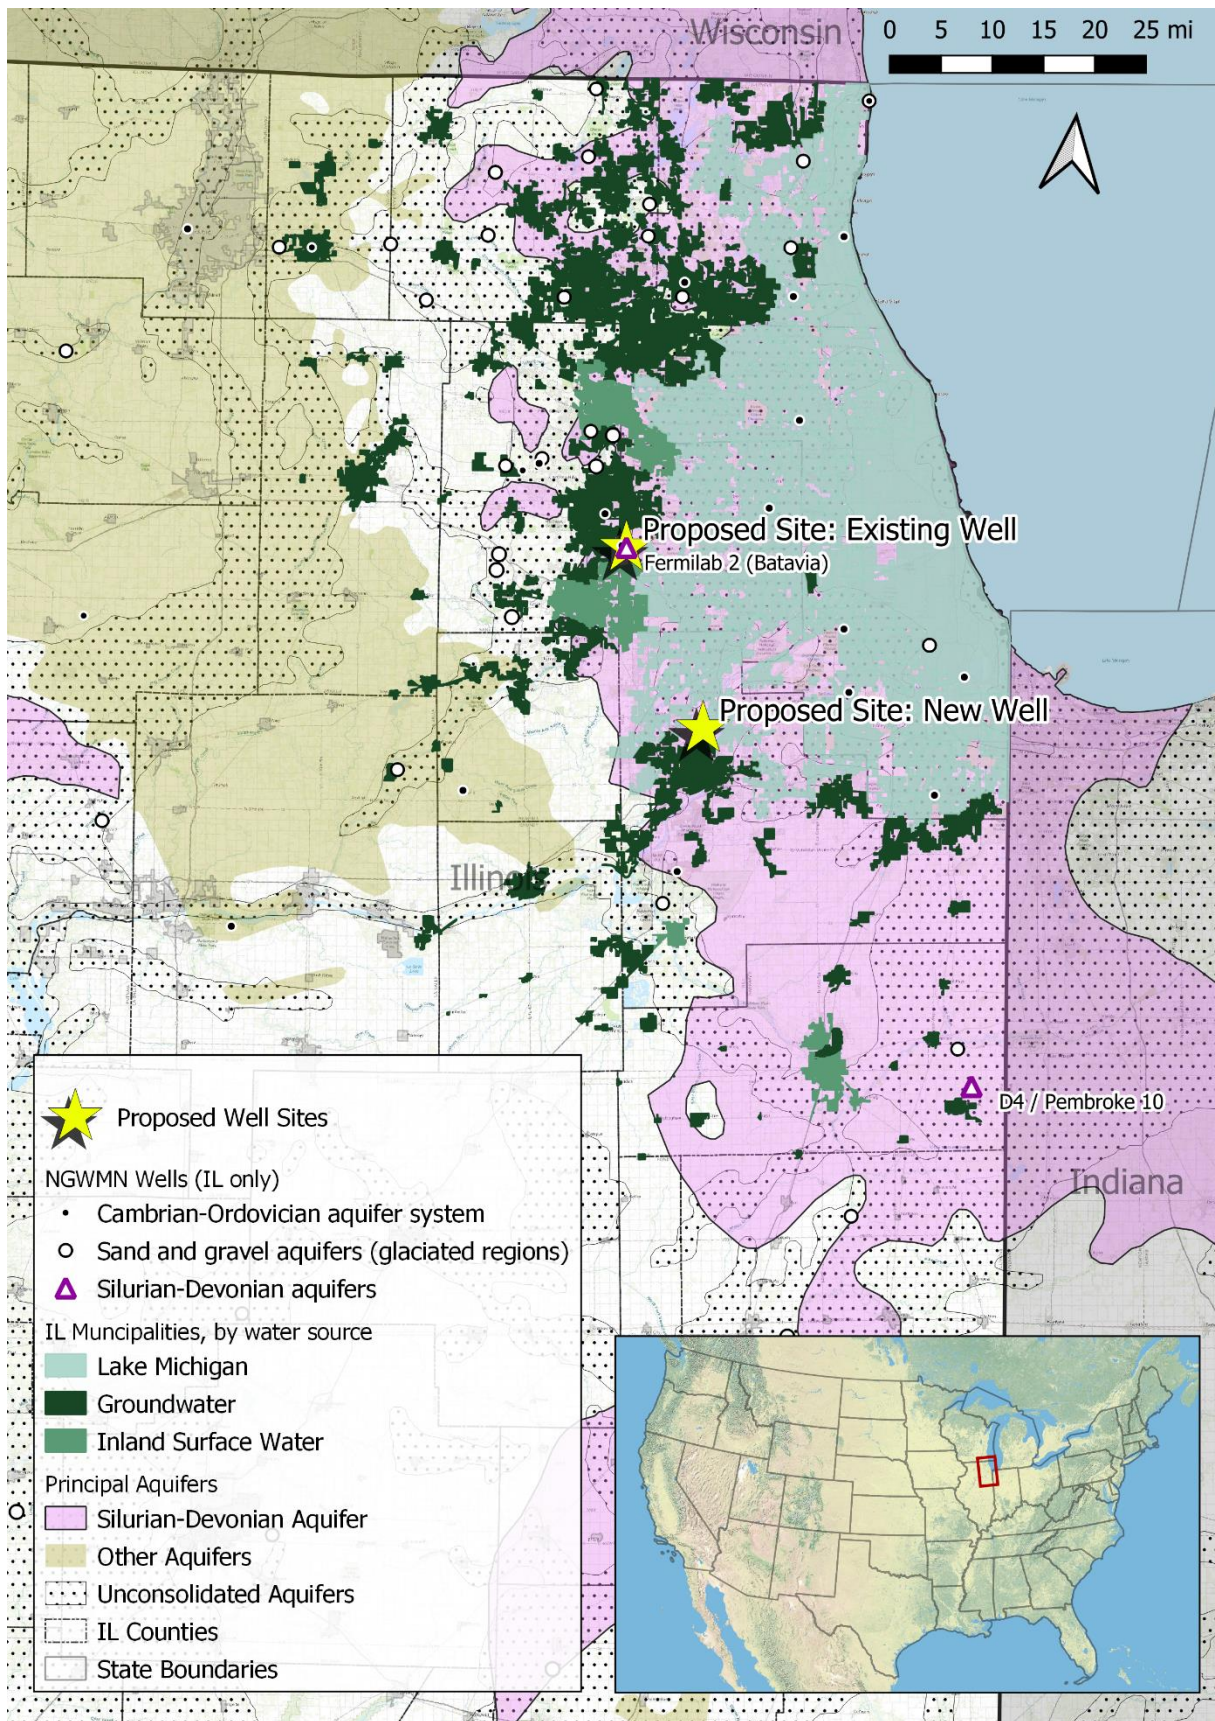 Wisconsin
0 5 10 15 20 25 mi
Proposed Site: Existing Well
Fermilab 2 (Batavia)
Proposed Site: New Well
Illinois
D4 / Pembroke 10
Indiana
Proposed Well Sites
NGWMN Wells (IL only)
Cambrian-Ordovician aquifer system
Sand and gravel aquifers (glaciated regions)
Silurian-Devonian aquifers
IL Muncipalities, by water source
Lake Michigan
Groundwater
Inland Surface Water
Principal Aquifers
Silurian-Devonian Aquifer
Other Aquifers
Unconsolidated Aquifers
IL Counties
State Boundaries